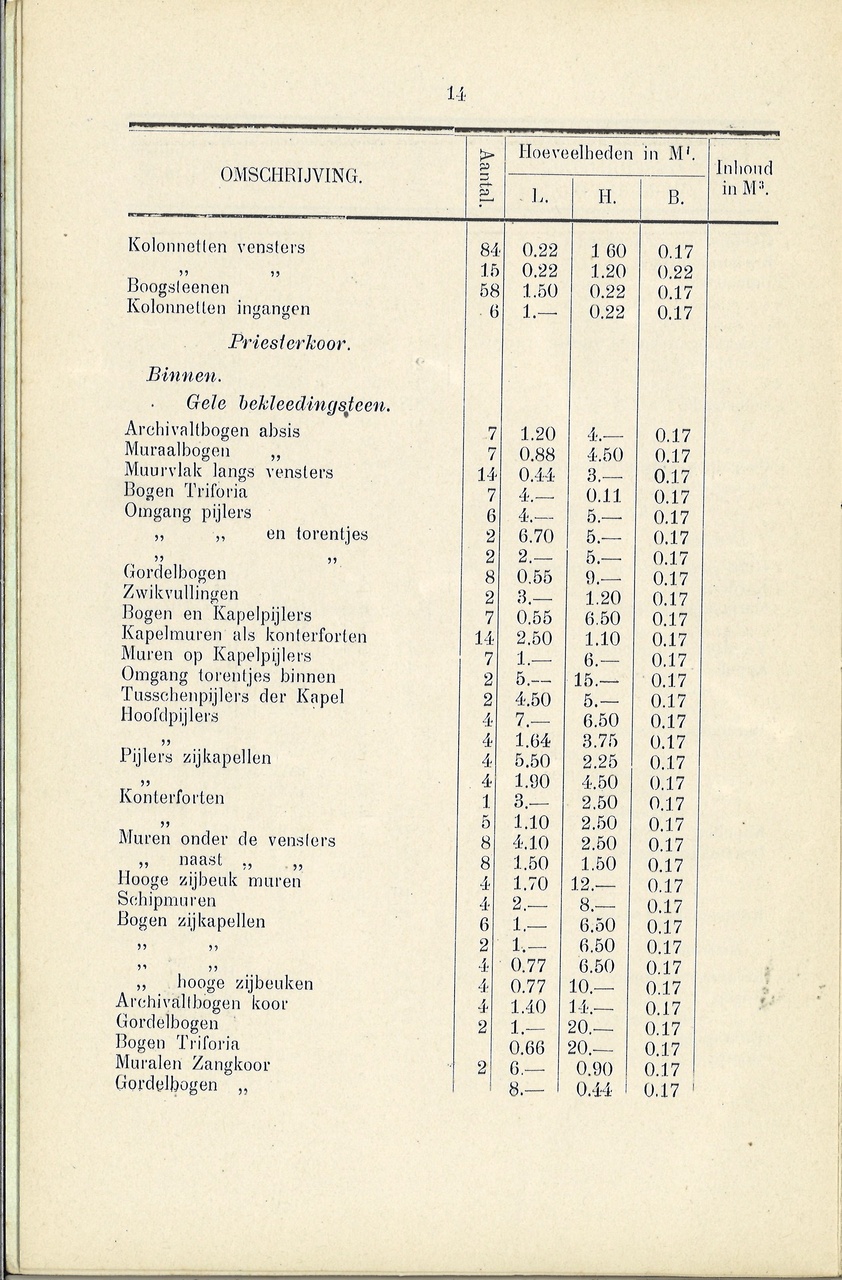 14
OMSCHRIJVING. Aantal. Hoeveelheden in M¹. Inhoud in M³.
L. H. B.
Kolonnetten vensters 84 0.22 1 60 0.17
„ „ 15 0.22 1.20 0.22
Boogsteenen 58 1.50 0.22 0.17
Kolonnetten ingangen 6 1.— 0.22 0.17
Priesterkoor.
Binnen.
Gele bekleedingsteen.
Archivaltbogen absis 7 1.20 4.— 0.17
Muraalbogen „ 7 0.88 4.50 0.17
Muurvlak langs vensters 14 0.44 3.— 0.17
Bogen Triforia 7 4.— 0.11 0.17
Omgang pijlers 6 4.— 5.— 0.17
„ „ en torentjes 2 6.70 5.— 0.17
„ „ 2 2.— 5.— 0.17
Gordelbogen 8 0.55 9.— 0.17
Zwikvullingen 2 3.— 1.20 0.17
Bogen en Kapelpijlers 7 0.55 6.50 0.17
Kapelmuren als konterforten 14 2.50 1.10 0.17
Muren op Kapelpijlers 7 1.— 6.— 0.17
Omgang torentjes binnen 2 5.-- 15.— 0.17
Tusschenpijlers der Kapel 2 4.50 5.— 0.17
Hoofdpijlers 4 7.— 6.50 0.17
„ 4 1.64 3.75 0.17
Pijlers zijkapellen 4 5.50 2.25 0.17
„ 4 1.90 4.50 0.17
Konterforten 1 3.— 2.50 0.17
„ 5 1.10 2.50 0.17
Muren onder de vensters 8 4.10 2.50 0.17
„ naast „ „ 8 1.50 1.50 0.17
Hooge zijbeuk muren 4 1.70 12.— 0.17
Schipmuren 4 2.— 8.— 0.17
Bogen zijkapellen 6 1.— 6.50 0.17
„ „ 2 1.— 6.50 0.17
„ „ 4 0.77 6.50 0.17
„ hooge zijbeuken 4 0.77 10.— 0.17
Archivaltbogen koor 4 1.40 14.— 0.17
Gordelbogen 2 1.— 20.— 0.17
Bogen Triforia 0.66 20.— 0.17
Muralen Zangkoor 2 6.— 0.90 0.17
Gordelbogen „ 8.— 0.44 0.17